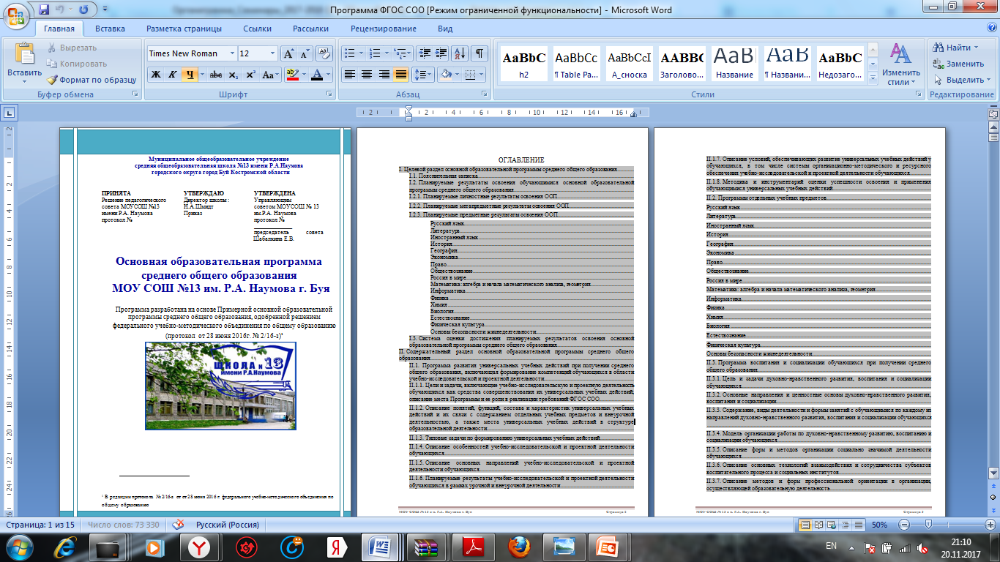 Программа ФГОС СОО [Режим ограниченной функциональности] - Microsoft Word
Главная Вставка Разметка страницы Ссылки Рассылки Рецензирование Вид
Вставить
Вырезать
Копировать
Формат по образцу
Буфер обмена
Times New Roman 12
Ж К Ч abc x₂ x² Aa
Шрифт
Абзац
AaBbC AaBbCc AaBbCcI AABBC AaB AaB AaBbC
h2 ¶ Table Pa... А_сноска Заголово... Название ¶ Названи... Недозаго...
Изменить стили
Стили
Найти
Заменить
Выделить
Редактирование
2 2 4 6 8 10 12 14 16
Муниципальное общеобразовательное учреждение
средняя общеобразовательная школа №13 имени Р.А.Наумова
городского округа город Буй Костромской области
ПРИНЯТА
Решение педагогического
совета МОУСОШ №13
имени Р.А. Наумова
протокол №
УТВЕРЖДАЮ
Директор школы :
Н.А.Шмидт
Приказ
УТВЕРЖДЕНА
Управляющим
советом МОУСОШ № 13
им.Р.А. Наумова
протокол №
председатель совета
Шабалкина Е.В.
Основная образовательная программа
среднего общего образования
МОУ СОШ №13 им. Р.А. Наумова г. Буя
Программа разработана на основе Примерной основной образовательной
программы среднего общего образования, одобренной решением
федерального учебно-методического объединения по общему образованию
(протокол от 28 июня 2016г. № 2/16-з)¹
ШКОЛА № 13
имени Р.А.Наумова
¹ В редакции протокола № 2/16-з от от 28 июня 2016 г. федерального учебно-методического объединения по
общему образованию
ОГЛАВЛЕНИЕ
I. Целевой раздел основной образовательной программы среднего общего образования
I.1. Пояснительная записка
I.2. Планируемые результаты освоения обучающимися основной образовательной
программы среднего общего образования
I.2.1. Планируемые личностные результаты освоения ООП
I.2.2. Планируемые метапредметные результаты освоения ООП
I.2.3. Планируемые предметные результаты освоения ООП
Русский язык
Литература
Иностранный язык
История
География
Экономика
Право
Обществознание
Россия в мире
Математика: алгебра и начала математического анализа, геометрия
Информатика
Физика
Химия
Биология
Естествознание
Физическая культура
Основы безопасности жизнедеятельности
I.3. Система оценки достижения планируемых результатов освоения основной
образовательной программы среднего общего образования
II. Содержательный раздел основной образовательной программы среднего общего
образования
II.1. Программа развития универсальных учебных действий при получении среднего
общего образования, включающая формирование компетенций обучающихся в области
учебно-исследовательской и проектной деятельности
II.1.1. Цели и задачи, включающие учебно-исследовательскую и проектную деятельность
обучающихся как средства совершенствования их универсальных учебных действий;
описание места Программы и ее роли в реализации требований ФГОС СОО
II.1.2. Описание понятий, функций, состава и характеристик универсальных учебных
действий и их связи с содержанием отдельных учебных предметов и внеурочной
деятельностью, а также места универсальных учебных действий в структуре
образовательной деятельности
II.1.3. Типовые задачи по формированию универсальных учебных действий
II.1.4. Описание особенностей учебно-исследовательской и проектной деятельности
обучающихся
II.1.5. Описание основных направлений учебно-исследовательской и проектной
деятельности обучающихся
II.1.6. Планируемые результаты учебно-исследовательской и проектной деятельности
обучающихся в рамках урочной и внеурочной деятельности
МОУ СОШ № 13 им. Р.А. Наумова г. Буя Страница 2
II.1.7. Описание условий, обеспечивающих развитие универсальных учебных действий у
обучающихся, в том числе системы организационно-методического и ресурсного
обеспечения учебно-исследовательской и проектной деятельности обучающихся
II.1.8. Методика и инструментарий оценки успешности освоения и применения
обучающимися универсальных учебных действий
II.2. Программы отдельных учебных предметов
Русский язык
Литература
Иностранный язык
История
География
Экономика
Право
Обществознание
Россия в мире
Математика: алгебра и начала математического анализа, геометрия
Информатика
Физика
Химия
Биология
Естествознание
Физическая культура
Основы безопасности жизнедеятельности
II.3. Программа воспитания и социализации обучающихся при получении среднего
общего образования
II.3.1. Цель и задачи духовно-нравственного развития, воспитания и социализации
обучающихся
II.3.2. Основные направления и ценностные основы духовно-нравственного развития,
воспитания и социализации
II.3.3. Содержание, виды деятельности и формы занятий с обучающимися по каждому из
направлений духовно-нравственного развития, воспитания и социализации обучающихся
II.3.4. Модель организации работы по духовно-нравственному развитию, воспитанию и
социализации обучающихся
II.3.5. Описание форм и методов организации социально значимой деятельности
обучающихся
II.3.6. Описание основных технологий взаимодействия и сотрудничества субъектов
воспитательного процесса и социальных институтов
II.3.7. Описание методов и форм профессиональной ориентации в организации,
осуществляющей образовательную деятельность
МОУ СОШ № 13 им. Р.А. Наумова г. Буя Страница 3
Страница: 1 из 15 Число слов: 73 330 Русский (Россия) 50%
EN 21:10
20.11.2017